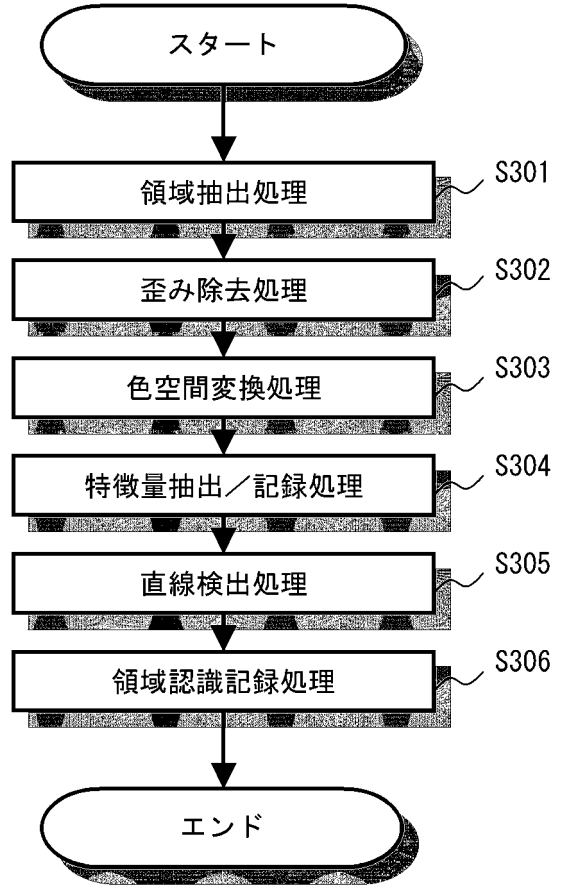 スタート
領域抽出処理
S301
歪み除去処理
S302
色空間変換処理
S303
特徴量抽出／記録処理
S304
直線検出処理
S305
領域認識記録処理
S306
エンド